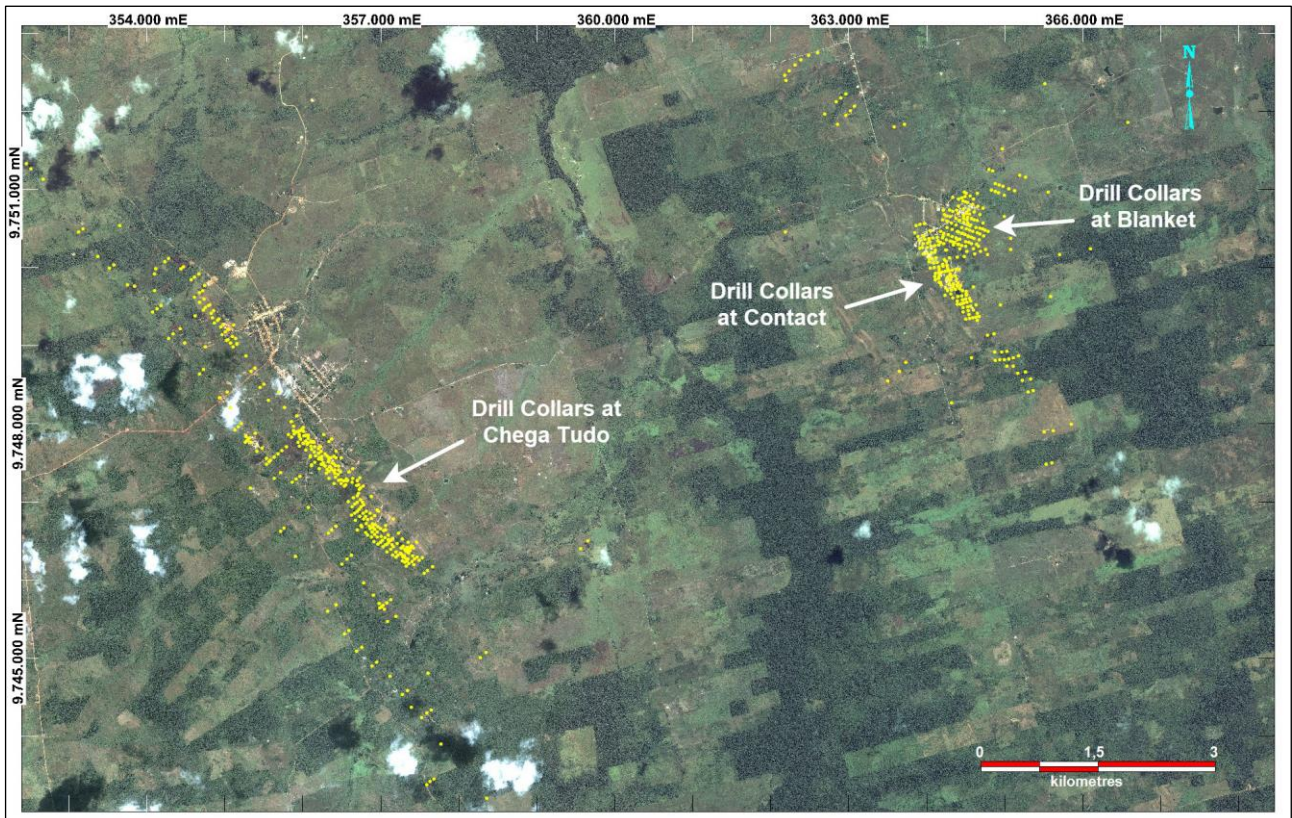 354.000 mE
357.000 mE
360.000 mE
363.000 mE
366.000 mE
N
9.751.000 mN
Drill Collars
at Blanket
Drill Collars
at Contact
Drill Collars at
Chega Tudo
9.748.000 mN
9.745.000 mN
0
1,5
3
kilometres